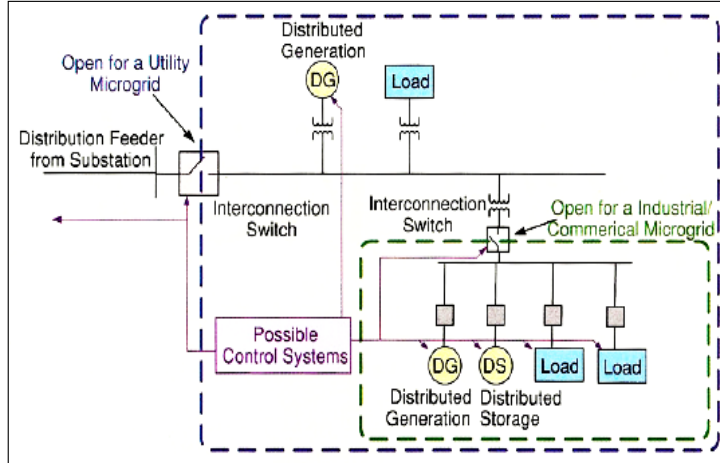 Distributed
Generation
Open for a Utility
Microgrid
DG
Load
Distribution Feeder
from Substation
Interconnection
Switch
Interconnection
Switch
Open for a Industrial/
Commerical Microgrid
Possible
Control Systems
DG
DS
Load
Load
Distributed
Generation
Distributed
Storage